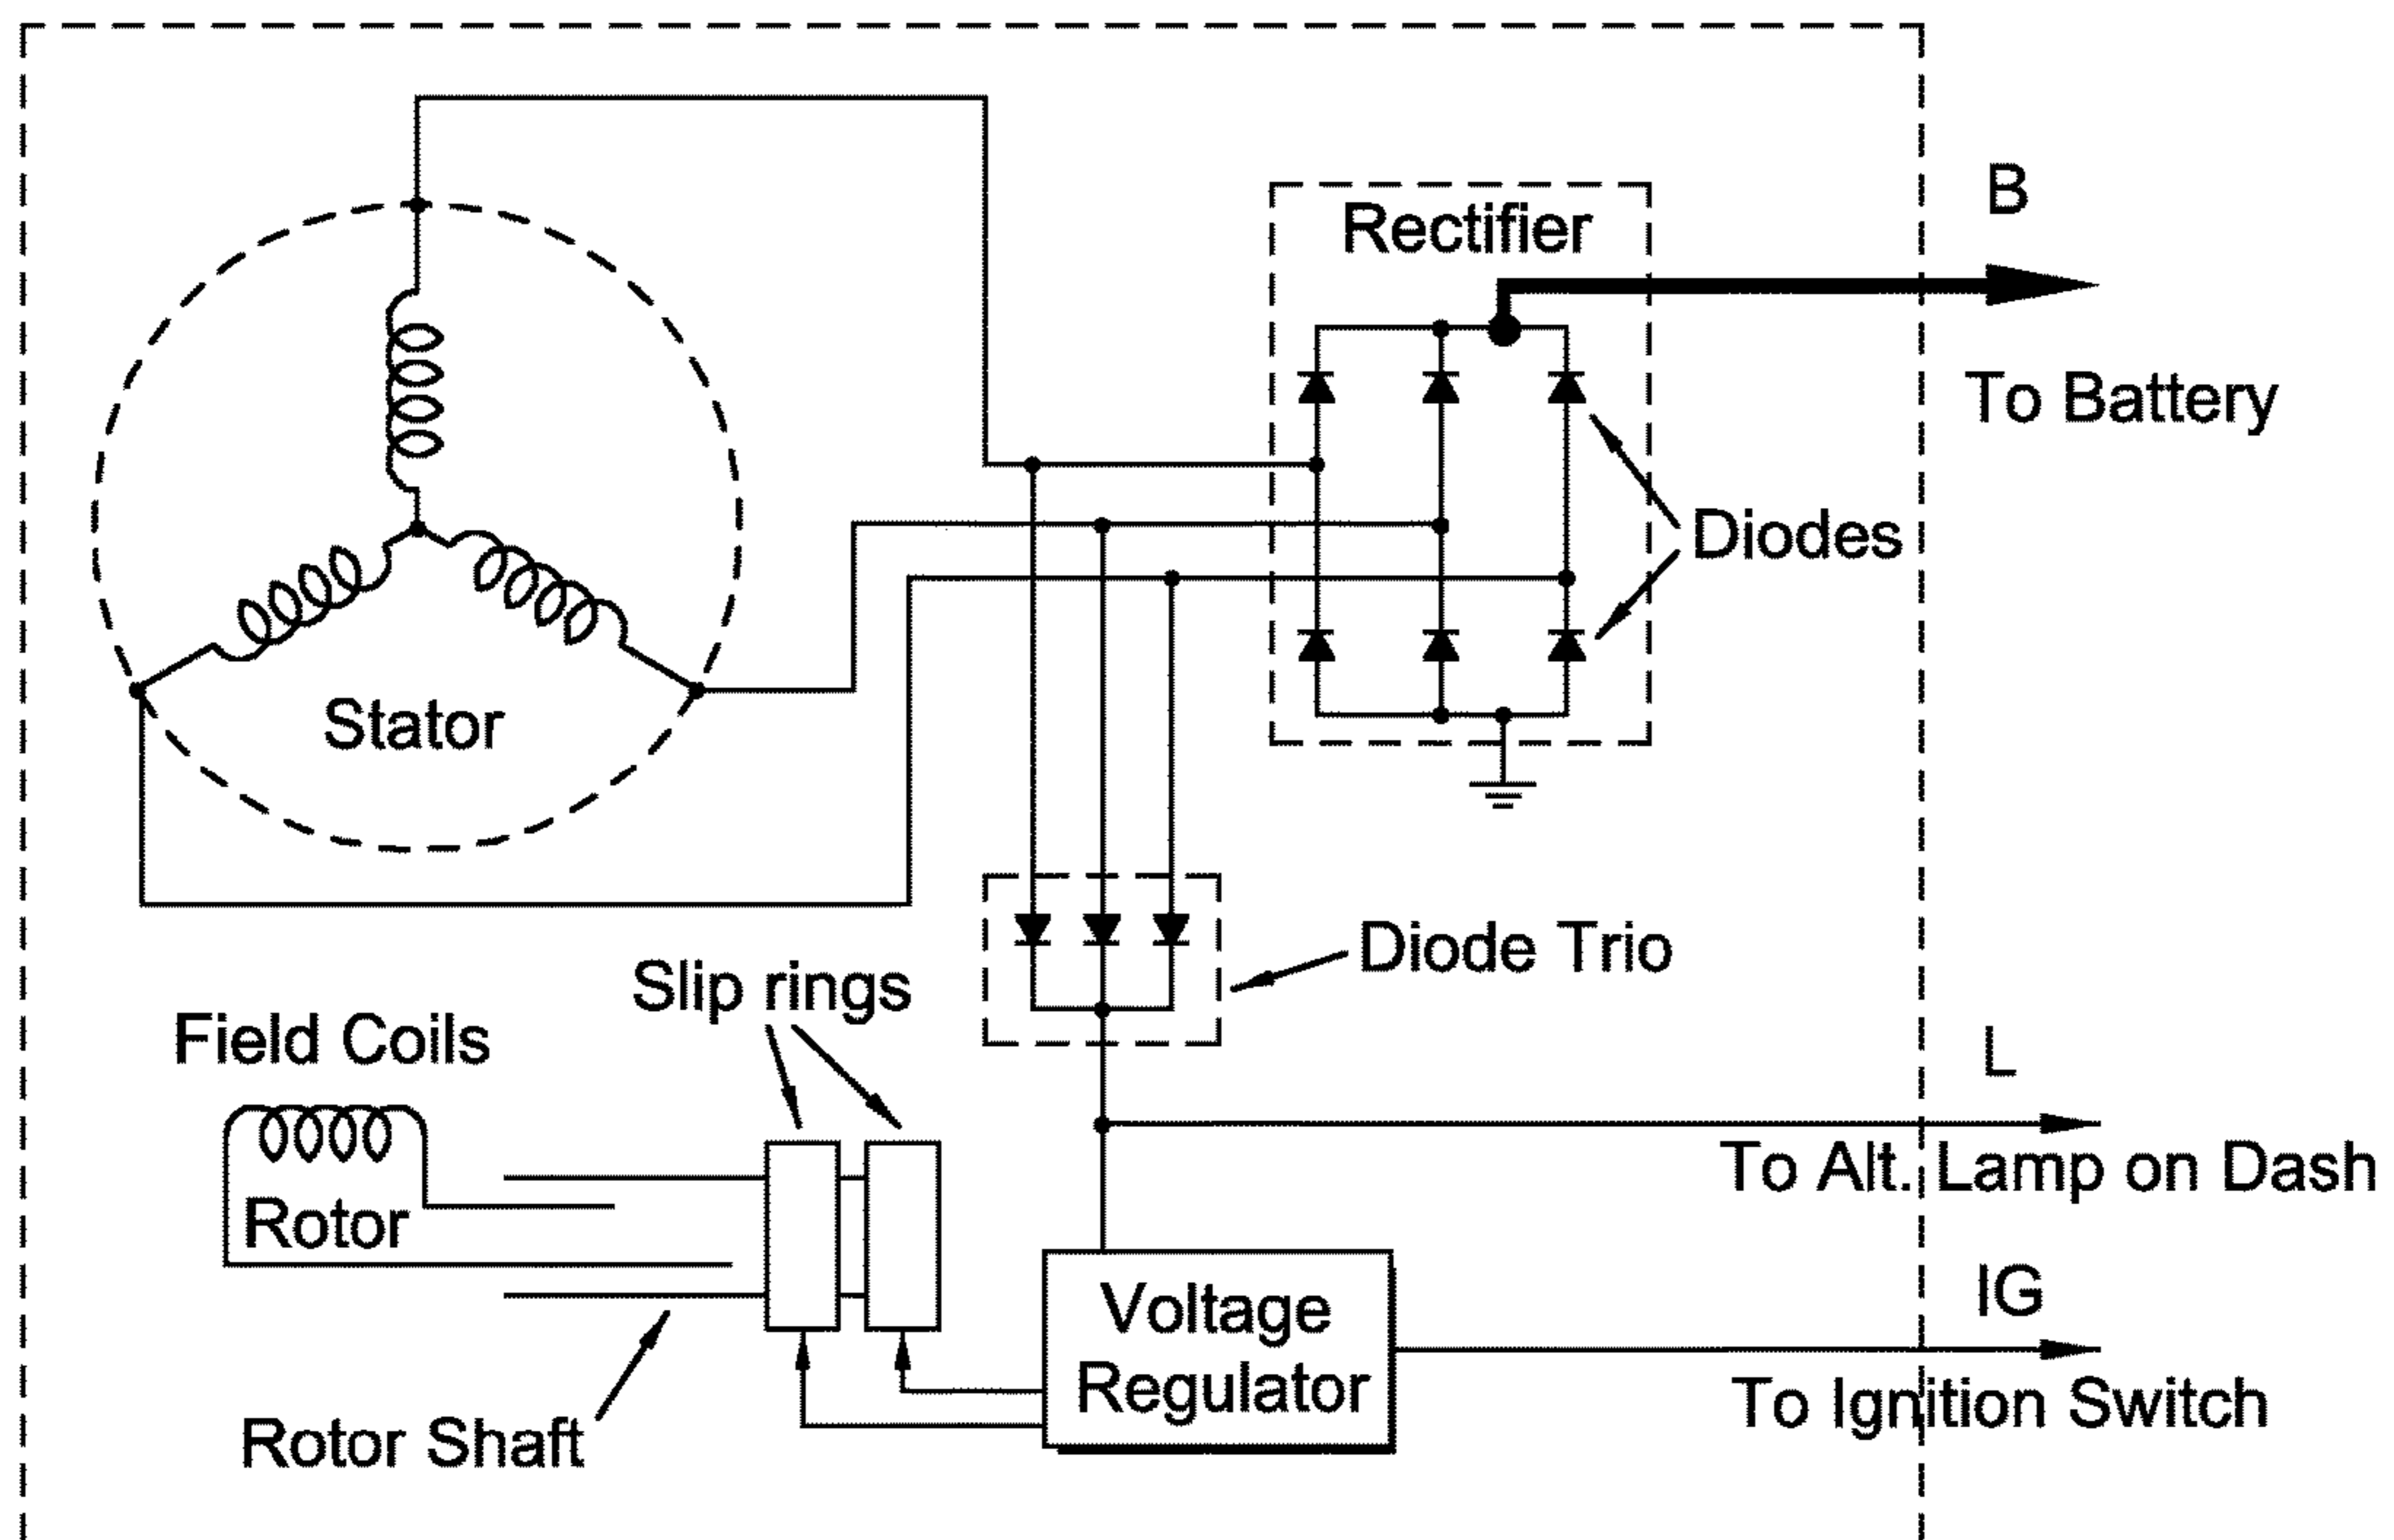 Rectifier
B
To Battery
Diodes
Stator
Diode Trio
Slip rings
Field Coils
L
To Alt. Lamp on Dash
Rotor
IG
Voltage
Regulator
To Ignition Switch
Rotor Shaft